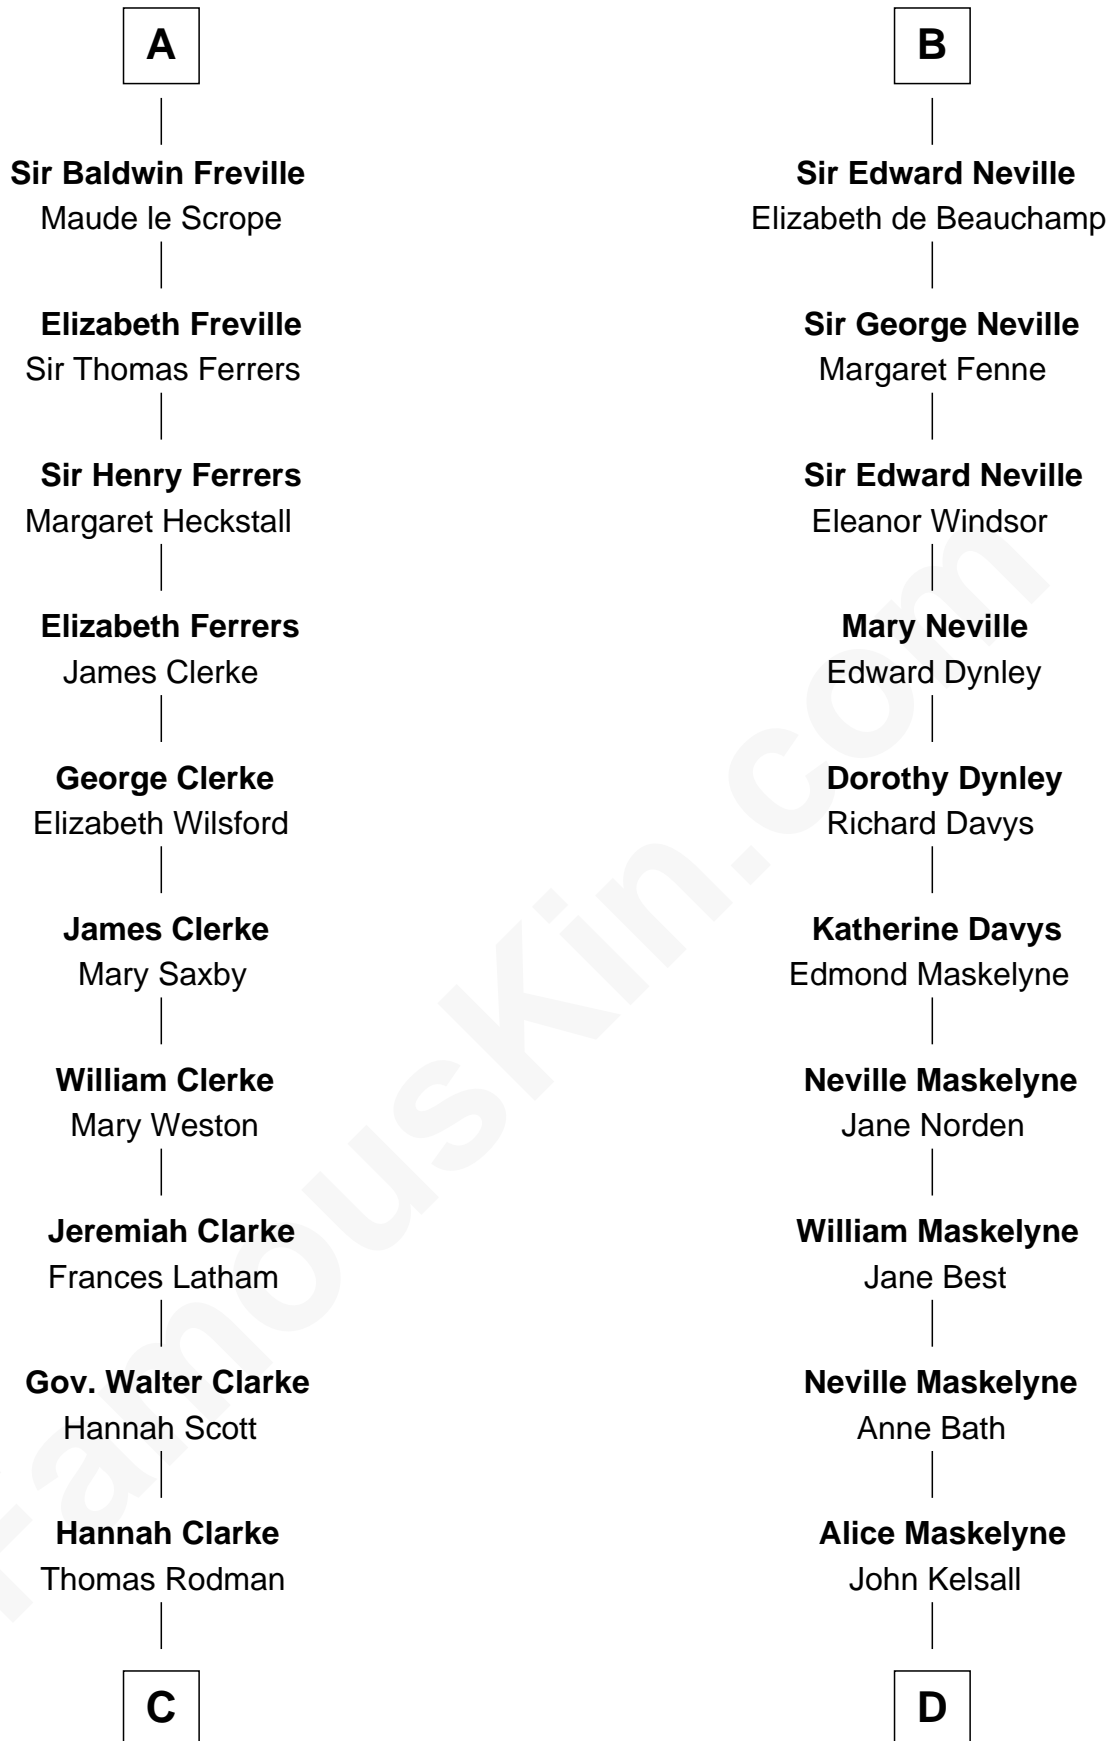 A
Sir Baldwin Freville
Maude le Scrope
Elizabeth Freville
Sir Thomas Ferrers
Sir Henry Ferrers
Margaret Heckstall
Elizabeth Ferrers
James Clerke
George Clerke
Elizabeth Wilsford
James Clerke
Mary Saxby
William Clerke
Mary Weston
Jeremiah Clarke
Frances Latham
Gov. Walter Clarke
Hannah Scott
Hannah Clarke
Thomas Rodman
C
B
Sir Edward Neville
Elizabeth de Beauchamp
Sir George Neville
Margaret Fenne
Sir Edward Neville
Eleanor Windsor
Mary Neville
Edward Dynley
Dorothy Dynley
Richard Davys
Katherine Davys
Edmond Maskelyne
Neville Maskelyne
Jane Norden
William Maskelyne
Jane Best
Neville Maskelyne
Anne Bath
Alice Maskelyne
John Kelsall
D
FamousKin.com